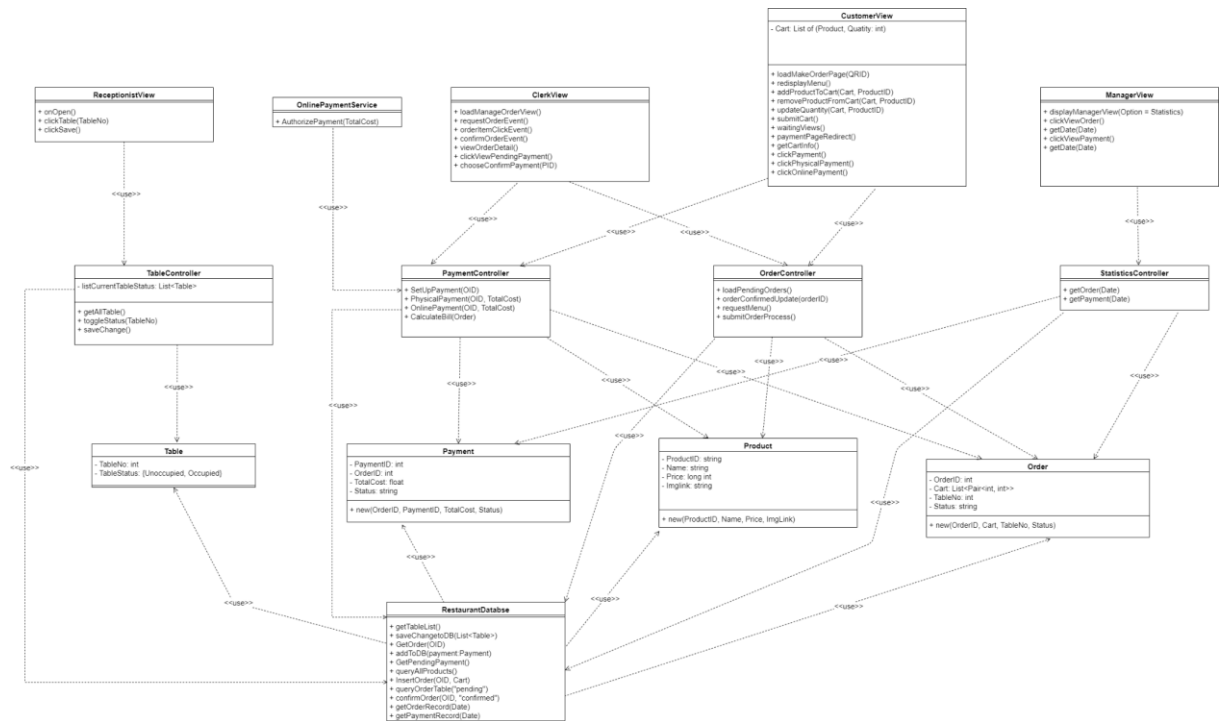 CustomerView
- Cart: List of (Product, Quatity: int)
+ loadMakeOrderPage(QRID)
+ redisplayMenu()
+ addProductToCart(Cart, ProductID)
+ removeProductFromCart(Cart, ProductID)
+ updateQuantity(Cart, ProductID)
+ submitCart()
+ waitingViews()
+ paymentPageRedirect()
+ getCartInfo()
+ clickPayment()
+ clickPhysicalPayment()
+ clickOnlinePayment()
ReceptionistView
+ onOpen()
+ clickTable(TableNo)
+ clickSave()
OnlinePaymentService
+ AuthorizePayment(TotalCost)
ClerkView
+ loadManageOrderView()
+ requestOrderEvent()
+ orderItemClickEvent()
+ confirmOrderEvent()
+ viewOrderDetail()
+ clickViewPendingPayment()
+ chooseConfirmPayment(PID)
ManagerView
+ displayManagerView(Option = Statistics)
+ clickViewOrder()
+ getDate(Date)
+ clickViewPayment()
+ getDate(Date)
<<use>>
<<use>>
<<use>>
<<use>>
<<use>>
<<use>>
<<use>>
TableController
- listCurrentTableStatus: List<Table>
+ getAllTable()
+ toggleStatus(TableNo)
+ saveChange()
PaymentController
+ SetUpPayment(OID)
+ PhysicalPayment(OID, TotalCost)
+ OnlinePayment(OID, TotalCost)
+ CalculateBill(Order)
OrderController
+ loadPendingOrders()
+ orderConfirmedUpdate(orderID)
+ requestMenu()
+ submitOrderProcess()
StatisticsController
+ getOrder(Date)
+ getPayment(Date)
<<use>>
<<use>>
<<use>>
<<use>>
<<use>>
<<use>>
<<use>>
<<use>>
<<use>>
<<use>>
<<use>>
<<use>>
Table
- TableNo: int
- TableStatus: {Unoccupied, Occupied}
Payment
- PaymentID: int
- OrderID: int
- TotalCost: float
- Status: string
+ new(OrderID, PaymentID, TotalCost, Status)
Product
- ProductID: string
- Name: string
- Price: long int
- Imglink: string
+ new(ProductID, Name, Price, ImgLink)
Order
- OrderID: int
- Cart: List<Pair<int, int>>
- TableNo: int
- Status: string
+ new(OrderID, Cart, TableNo, Status)
<<use>>
<<use>>
<<use>>
<<use>>
<<use>>
RestaurantDatabse
+ getTableList()
+ saveChangetoDB(List<Table>)
+ GetOrder(OID)
+ addToDB(payment:Payment)
+ GetPendingPayment()
+ queryAllProducts()
+ InsertOrder(OID, Cart)
+ queryOrderTable("pending")
+ confirmOrder(OID, "confirmed")
+ getOrderRecord(Date)
+ getPaymentRecord(Date)